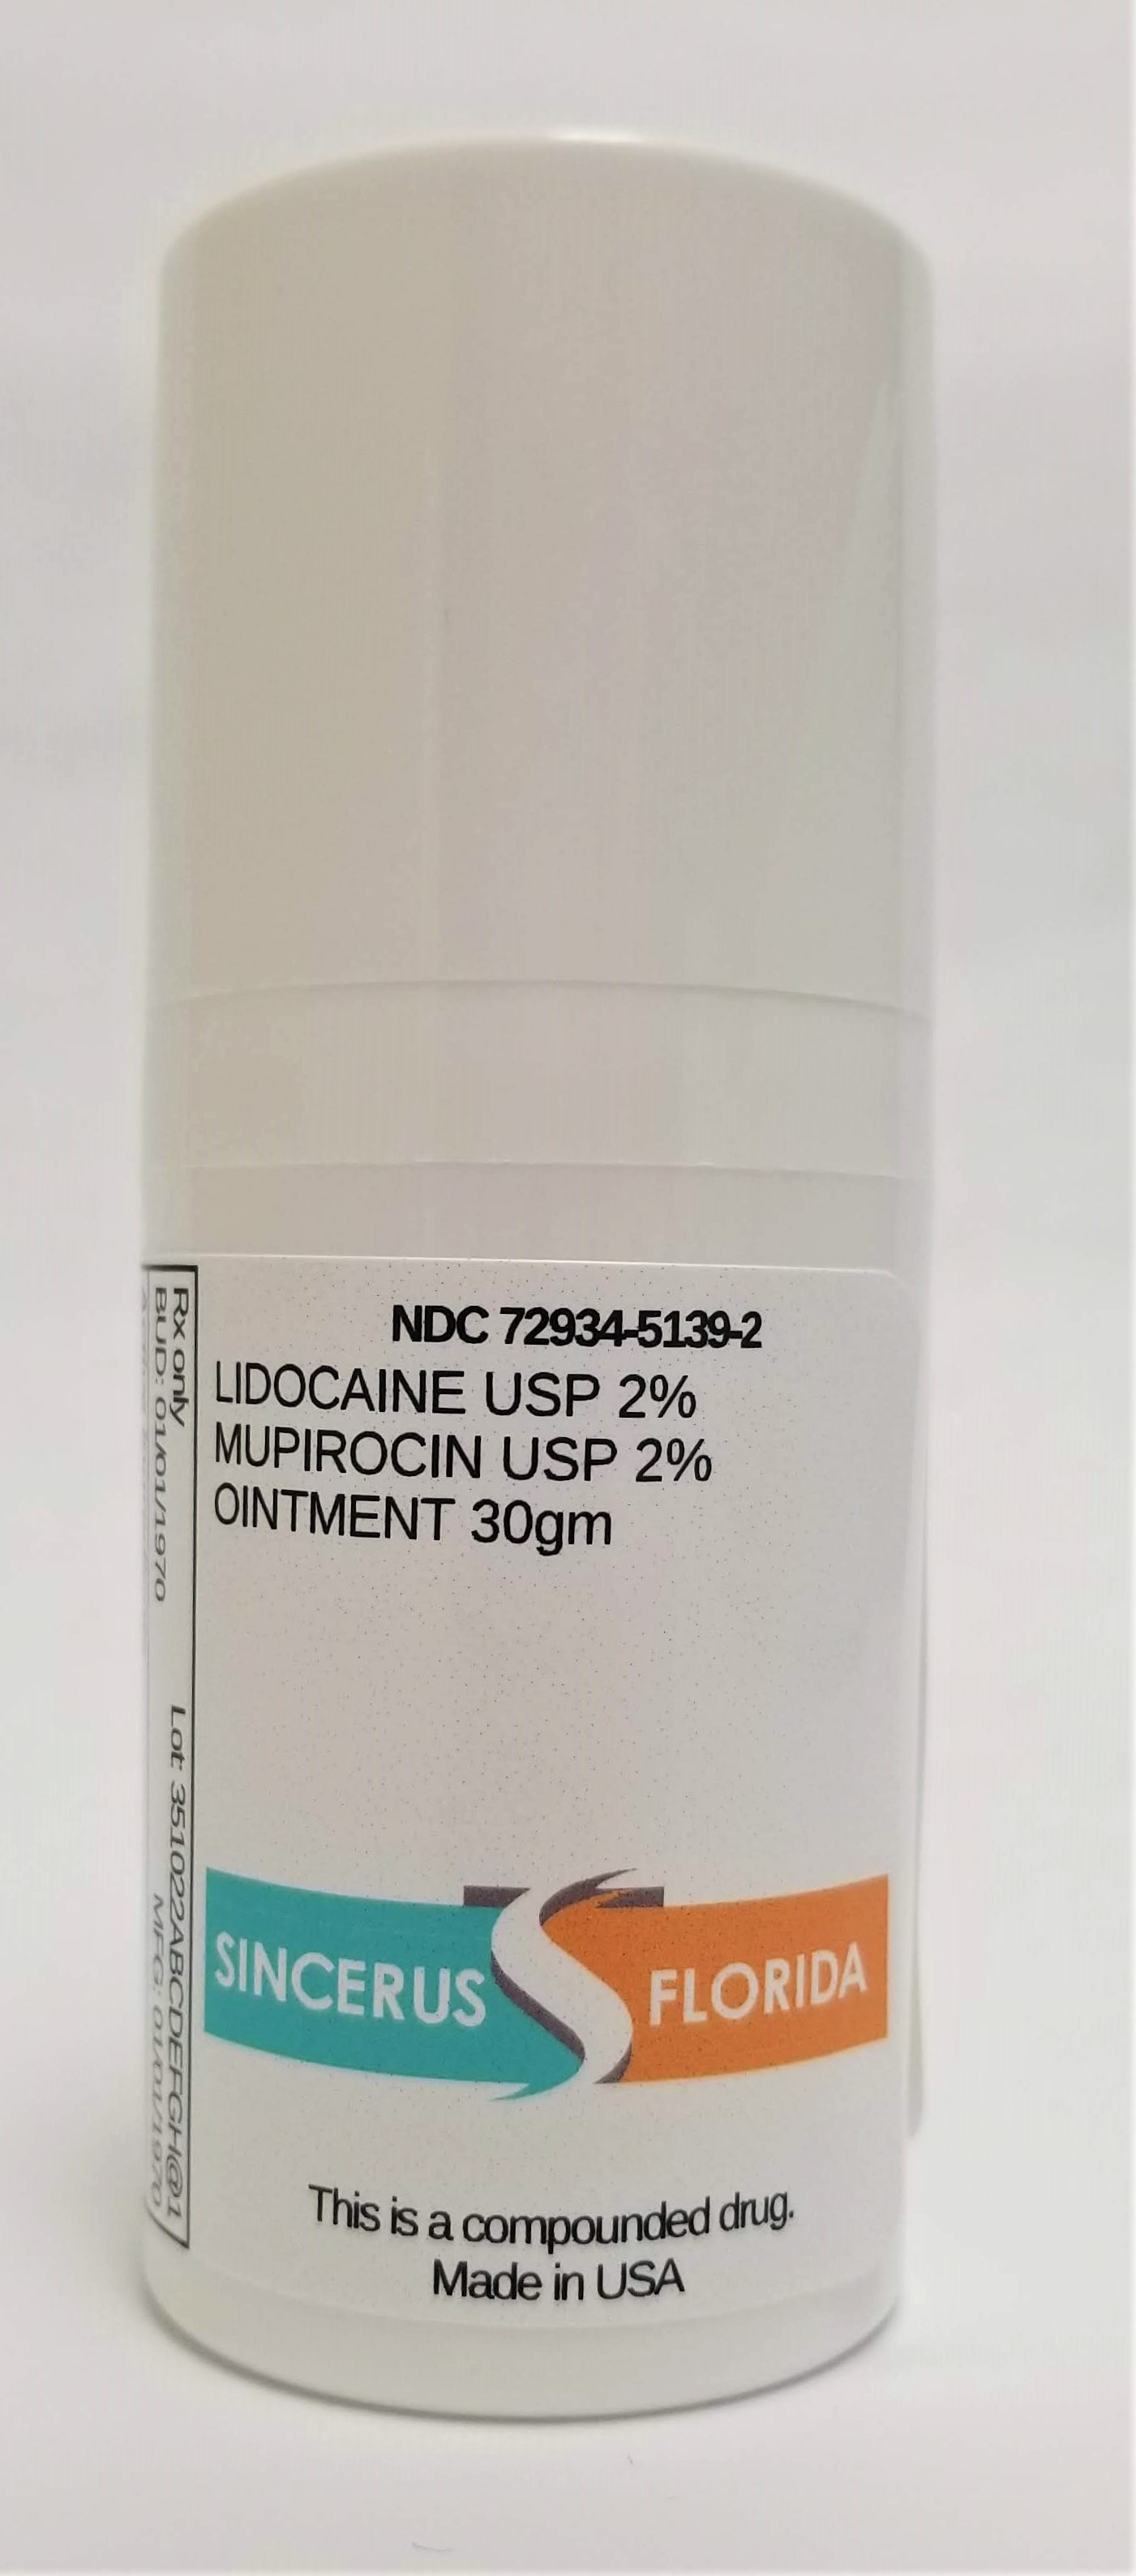 NDC 72934-5139-2
LIDOCAINE USP 2%
MUPIROCIN USP 2%
OINTMENT 30gm
SINCERUS FLORIDA
This is a compounded drug.
Made in USA
Rx only Lot: 351022ABCDEFGHI@1
BUD: 01/01/1970 MFG: 01/01/1970